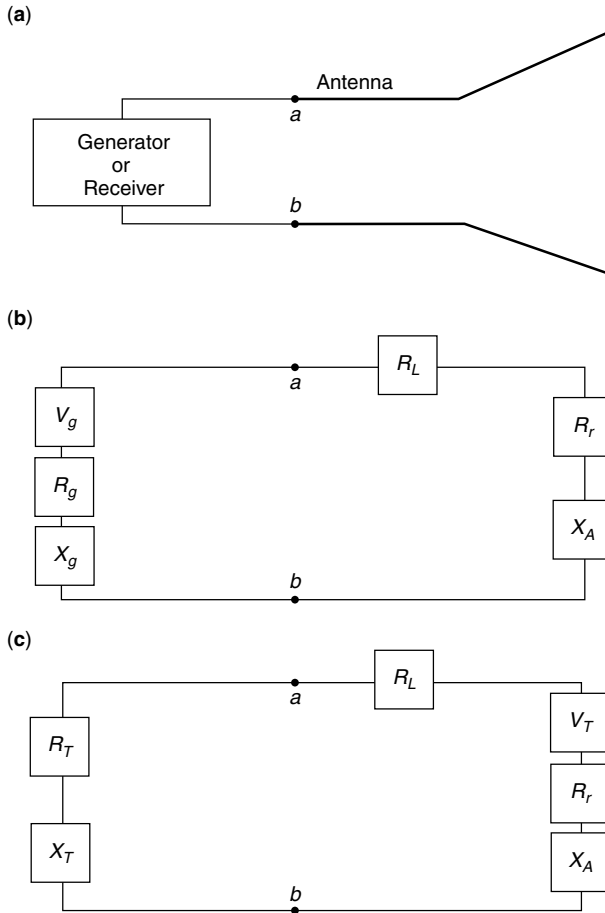 (a)
Antenna
a
Generator
or
Receiver
b
(b)
R_L
a
V_g
R_r
R_g
X_g
X_A
b
(c)
R_L
a
V_T
R_T
R_r
X_T
X_A
b